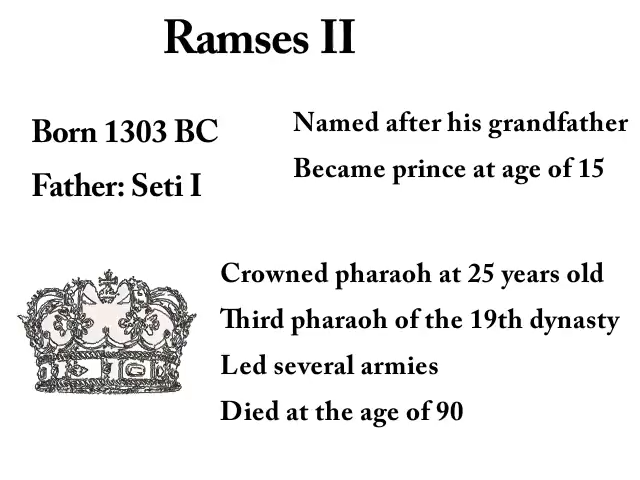 Ramses II
Born 1303 BC
Father: Seti I
Named after his grandfather
Became prince at age of 15
Crowned pharaoh at 25 years old
Third pharaoh of the 19th dynasty
Led several armies
Died at the age of 90